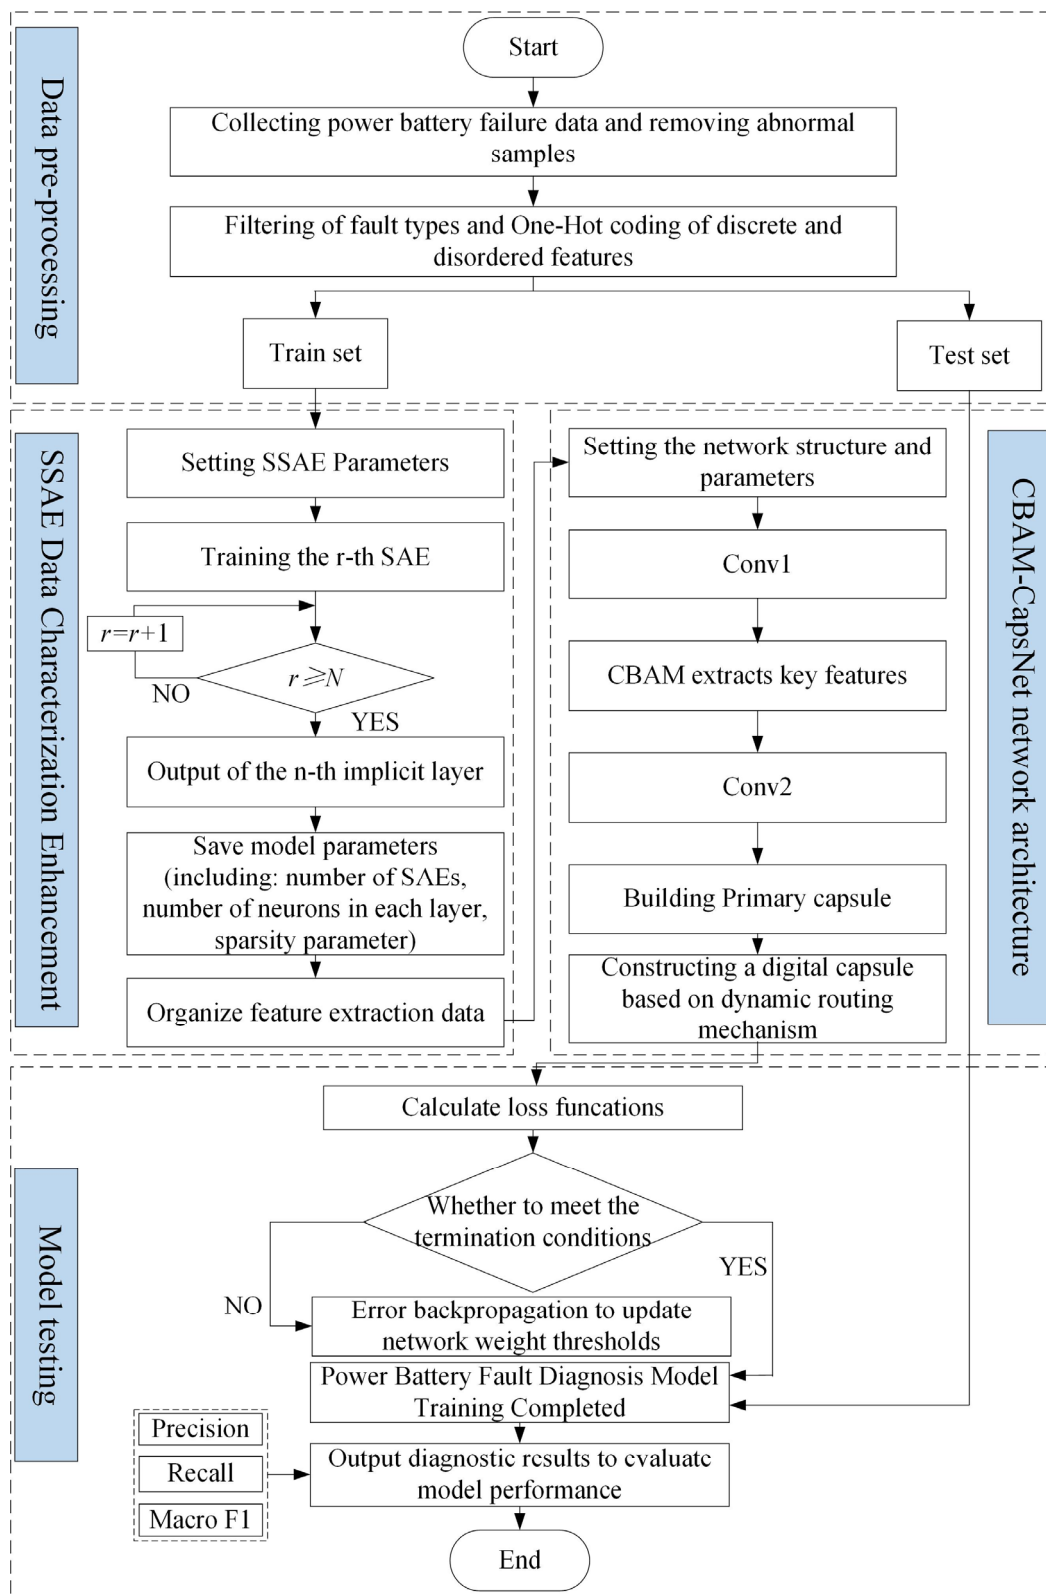 Start
Data pre-processing
Collecting power battery failure data and removing abnormal
samples
Filtering of fault types and One-Hot coding of discrete and
disordered features
Train set
Test set
SSAE Data Characterization Enhancement
Setting SSAE Parameters
Training the r-th SAE
r=r+1
r⩾N
NO
YES
Output of the n-th implicit layer
Save model parameters
(including: number of SAEs,
number of neurons in each layer,
sparsity parameter)
Organize feature extraction data
CBAM-CapsNet network architecture
Setting the network structure and
parameters
Conv1
CBAM extracts key features
Conv2
Building Primary capsule
Constructing a digital capsule
based on dynamic routing
mechanism
Model testing
Calculate loss funcations
Whether to meet the
termination conditions
YES
NO
Error backpropagation to update
network weight thresholds
Power Battery Fault Diagnosis Model
Training Completed
Precision
Recall
Macro F1
Output diagnostic results to evaluate
model performance
End